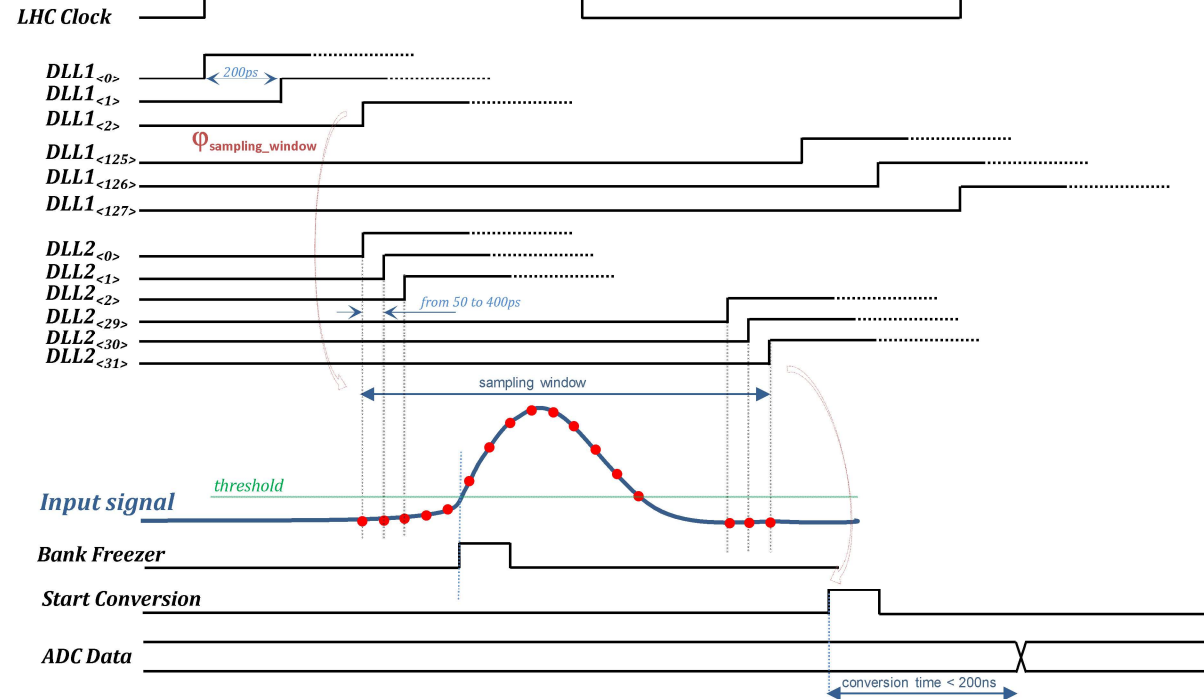 LHC Clock
DLL1<0>
200ps
DLL1<1>
DLL1<2>
φsampling_window
DLL1<125>
DLL1<126>
DLL1<127>
DLL2<0>
DLL2<1>
DLL2<2>
from 50 to 400ps
DLL2<29>
DLL2<30>
DLL2<31>
sampling window
threshold
Input signal
Bank Freezer
Start Conversion
ADC Data
conversion time < 200ns